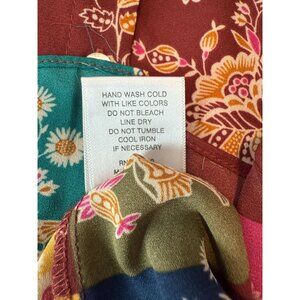 HAND WASH COLD
WITH LIKE COLORS
DO NOT BLEACH
LINE DRY
DO NOT TUMBLE
COOL IRON
IF NECESSARY